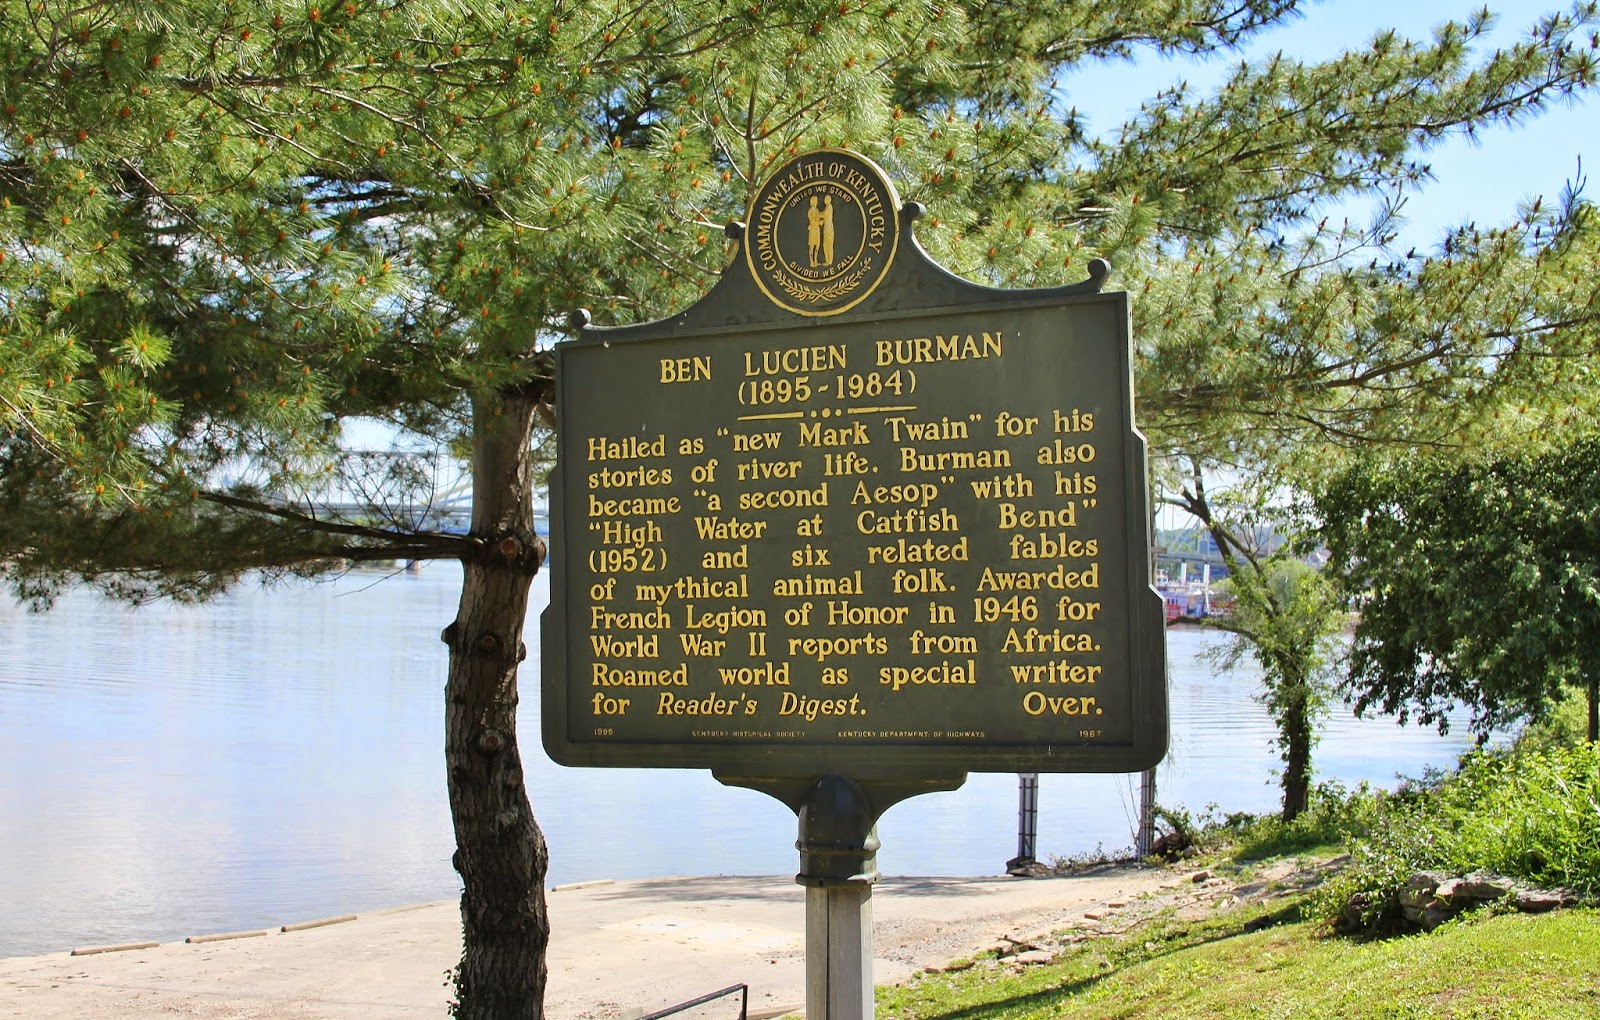 COMMONWEALTH OF KENTUCKY
UNITED WE STAND
DIVIDED WE FALL
BEN LUCIEN BURMAN
(1895-1984)
Hailed as "new Mark Twain" for his
stories of river life. Burman also
became "a second Aesop" with his
"High Water at Catfish Bend"
(1952) and six related fables
of mythical animal folk. Awarded
French Legion of Honor in 1946 for
World War II reports from Africa.
Roamed world as special writer
for Reader's Digest. Over.
1995 KENTUCKY HISTORICAL SOCIETY KENTUCKY DEPARTMENT OF HIGHWAYS 1967